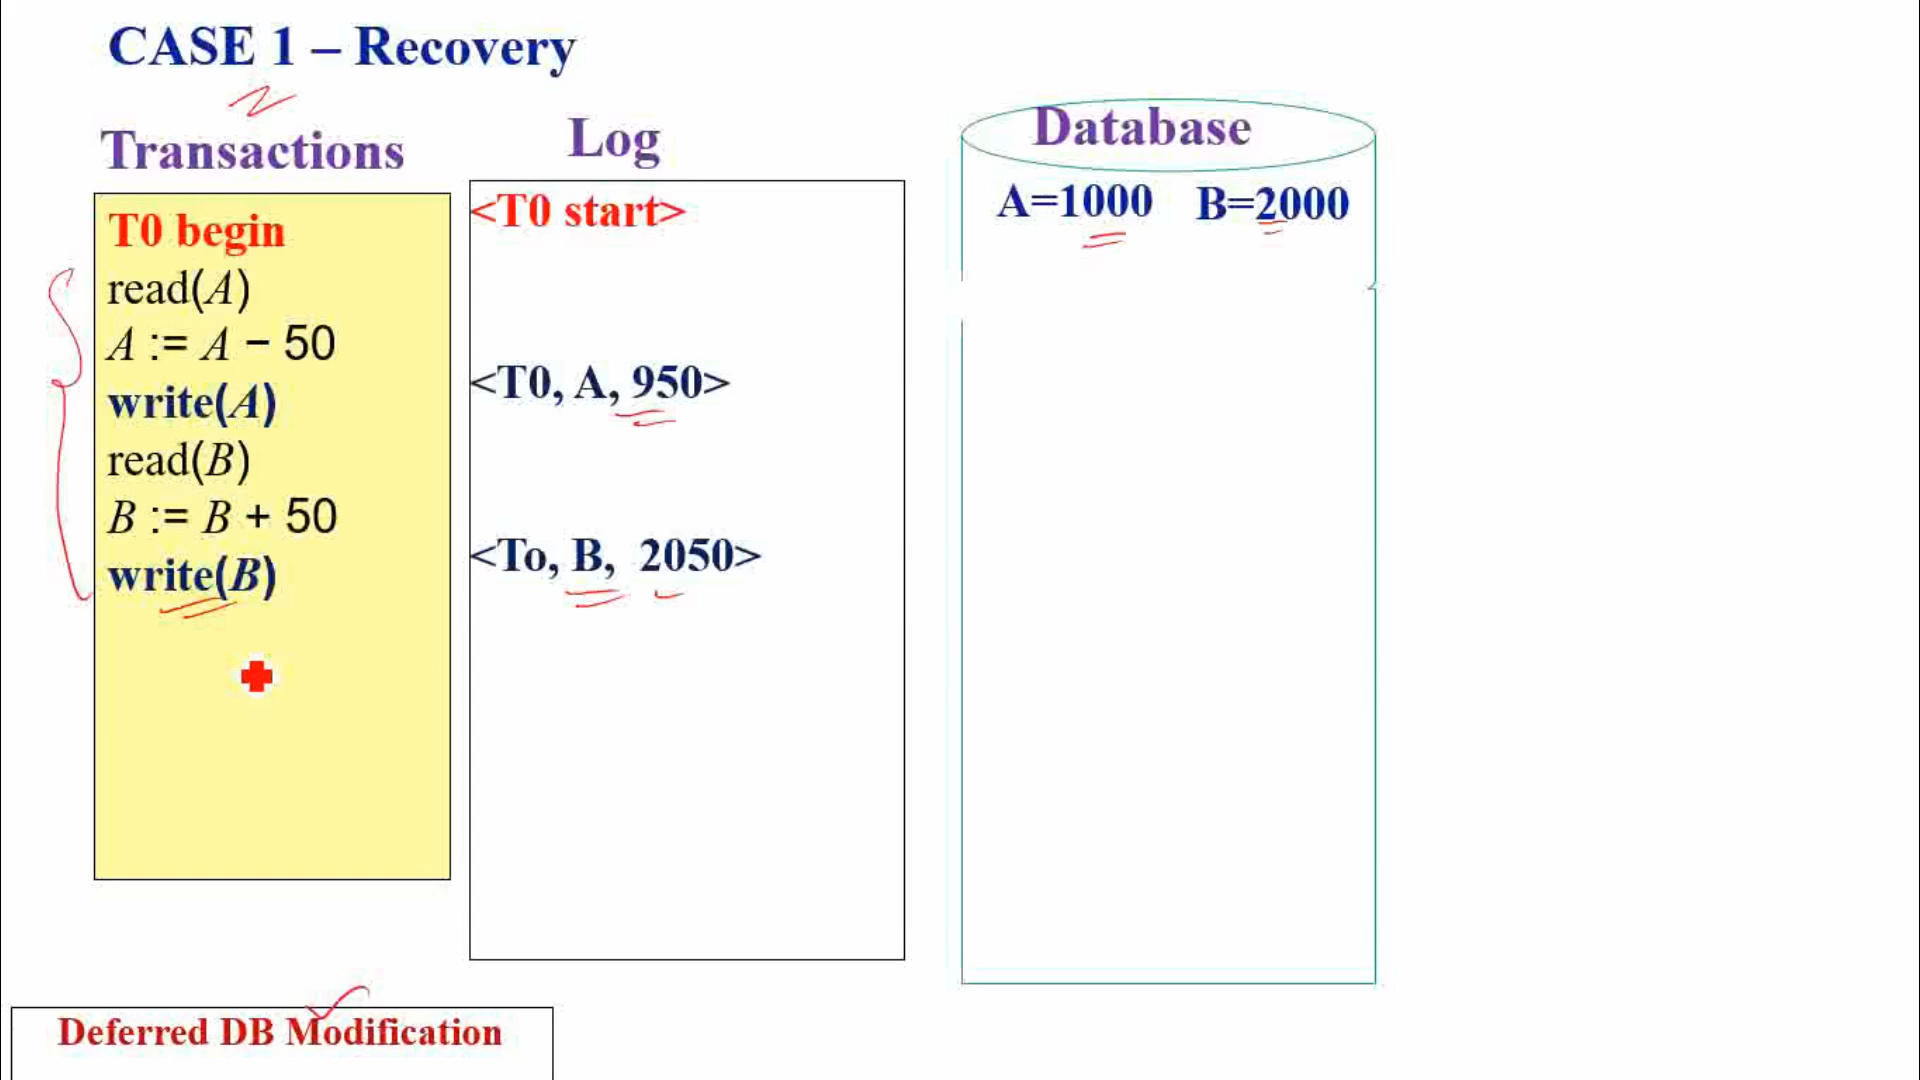 CASE 1 – Recovery
Transactions
T0 begin
read(A)
A := A − 50
write(A)
read(B)
B := B + 50
write(B)
Log
<T0 start>
<T0, A, 950>
<To, B, 2050>
Database
A=1000 B=2000
Deferred DB Modification